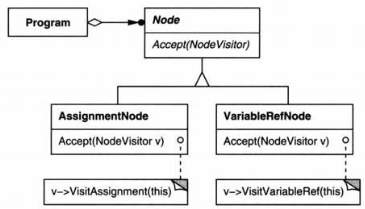 Program
Node
Accept(NodeVisitor)
AssignmentNode
Accept(NodeVisitor v)
VariableRefNode
Accept(NodeVisitor v)
v–>VisitAssignment(this)
v–>VisitVariableRef(this)